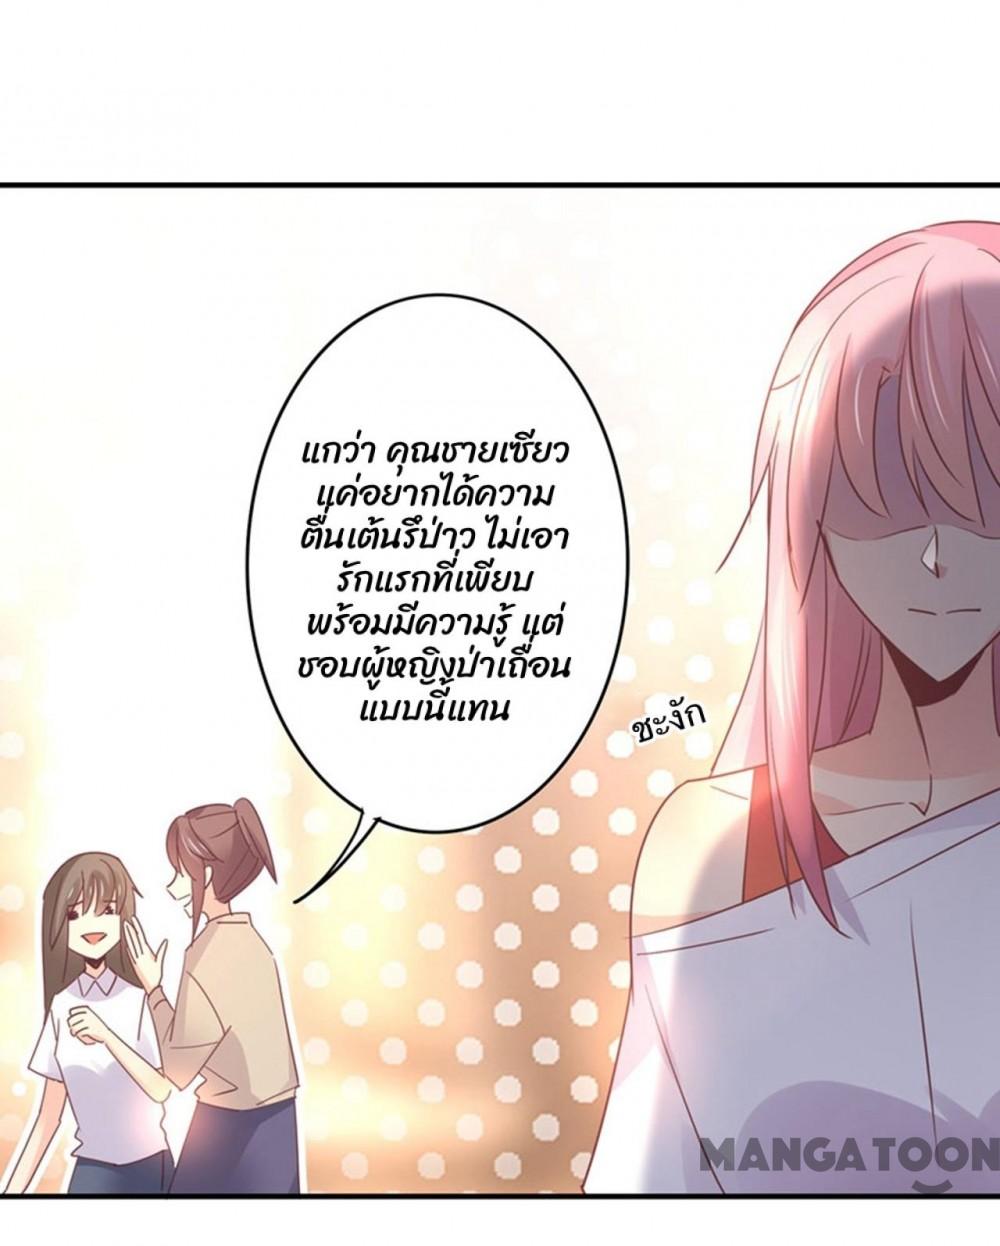 แกว่า คุณชายเซียว
แค่อยากได้ความ
ตื่นเต้นรึป่าว ไม่เอา
รักแรกที่เพียบ
พร้อมมีความรู้ แต่
ชอบผู้หญิงป่าเถื่อน
แบบนี้แทน
ชะงัก
MANGATOON